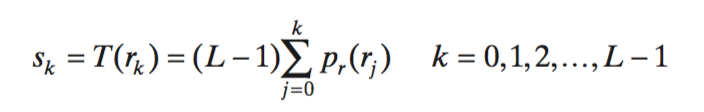 s_k = T(r_k) = (L − 1) ∑_{j=0}^{k} p_r(r_j)    k = 0,1,2,…, L − 1